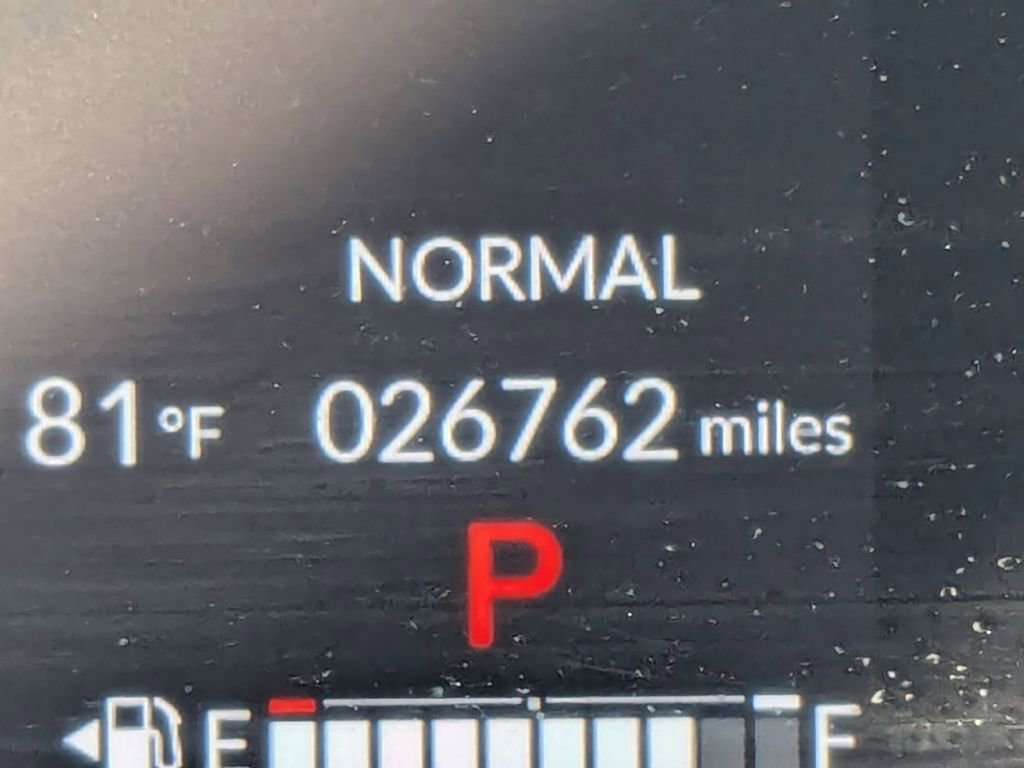 NORMAL
81 °F 026762 miles
P
E F